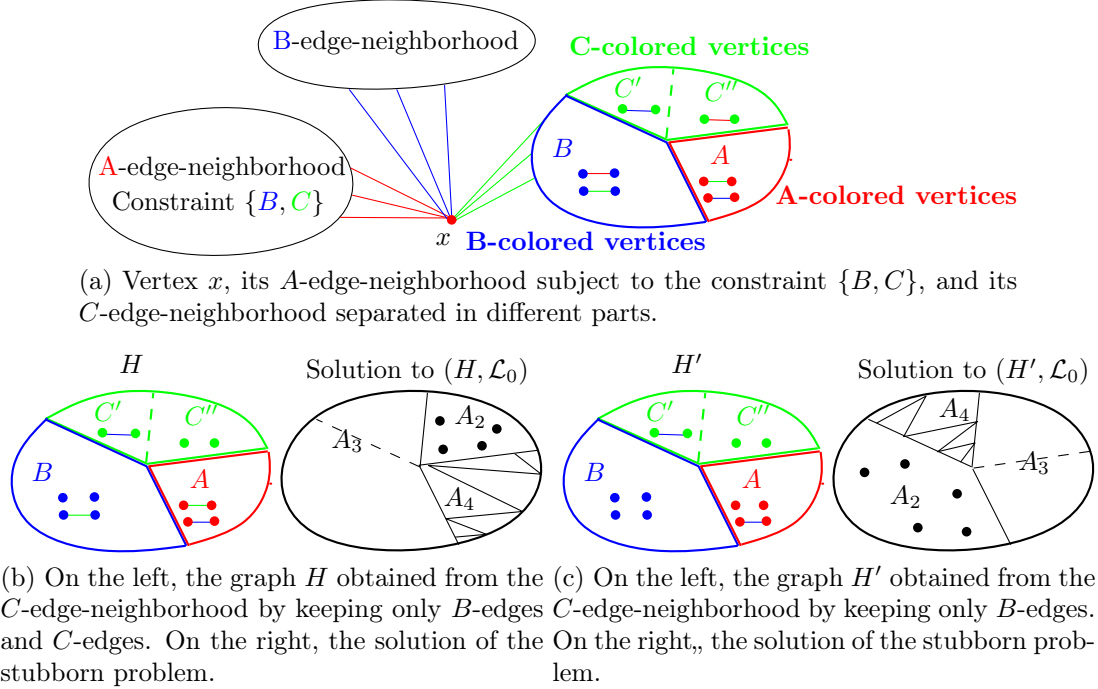 B-edge-neighborhood
C-colored vertices
C′
C′′
B
A
A-edge-neighborhood
Constraint {B, C}
A-colored vertices
x
B-colored vertices
(a) Vertex x, its A-edge-neighborhood subject to the constraint {B, C}, and its
C-edge-neighborhood separated in different parts.
H
Solution to (H, ℒ₀)
H′
Solution to (H′, ℒ₀)
C′
C′′
A₂
C′
C′′
A₄
A₃
A₃
B
A
A₄
B
A
A₂
(b) On the left, the graph H obtained from the
C-edge-neighborhood by keeping only B-edges
and C-edges. On the right, the solution of the
stubborn problem.
(c) On the left, the graph H′ obtained from the
C-edge-neighborhood by keeping only B-edges.
On the right,, the solution of the stubborn prob-
lem.